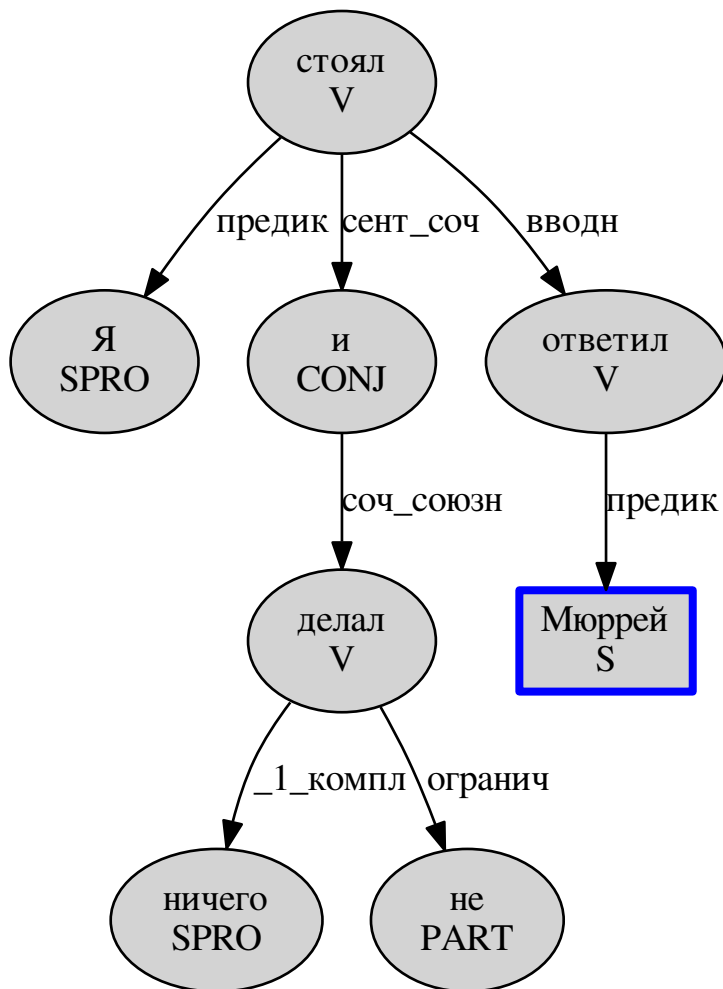 стоял
V
предик
сент_соч
вводн
Я
SPRO
и
CONJ
ответил
V
соч_союзн
предик
делал
V
Мюррей
S
_1_компл
огранич
ничего
SPRO
не
PART